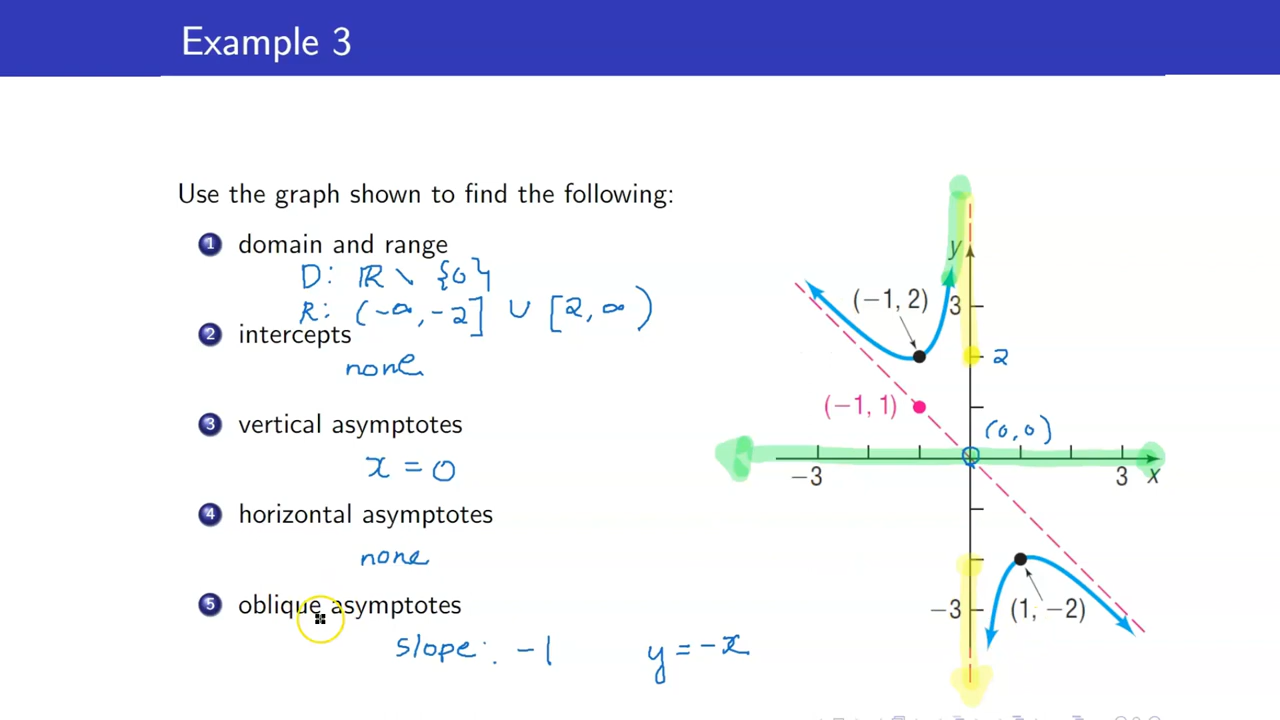 Example 3
Use the graph shown to find the following:
1 domain and range
D: ℝ \ {0}
R: (-∞, -2] ∪ [2, ∞)
2 intercepts
none
3 vertical asymptotes
x = 0
4 horizontal asymptotes
none
5 oblique asymptotes
slope: -1 y = -x
y
(−1, 2)
3
2
(−1, 1)
(0,0)
−3
3
x
−3
(1, −2)